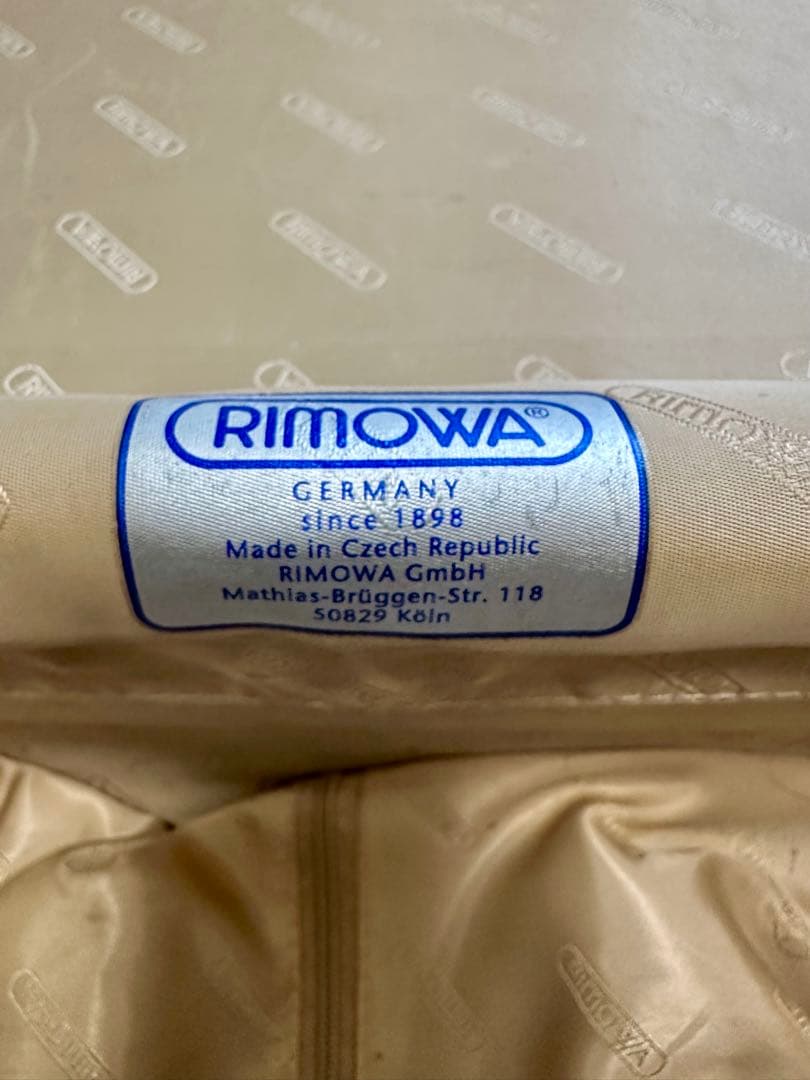 RIMOWA®
GERMANY
since 1898
Made in Czech Republic
RIMOWA GmbH
Mathias-Brüggen-Str. 118
50829 Köln